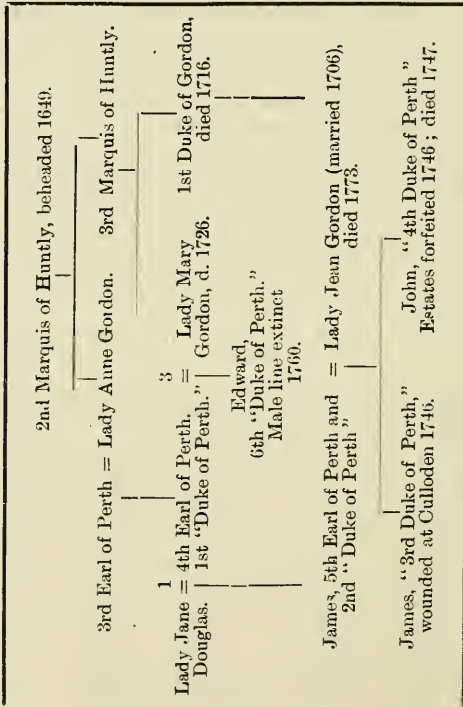 2nd Marquis of Huntly, beheaded 1649.
3rd Earl of Perth = Lady Anne Gordon. 3rd Marquis of Huntly.
1 3
Lady Jane = 4th Earl of Perth. = Lady Mary 1st Duke of Gordon,
Douglas. 1st “Duke of Perth.” Gordon, d. 1726. died 1716.
Edward,
6th “Duke of Perth.”
Male line extinct
1760.
James, 5th Earl of Perth and = Lady Jean Gordon (married 1706),
2nd “Duke of Perth” died 1773.
James, “3rd Duke of Perth,” John, “4th Duke of Perth”
wounded at Culloden 1746. Estates forfeited 1746 ; died 1747.